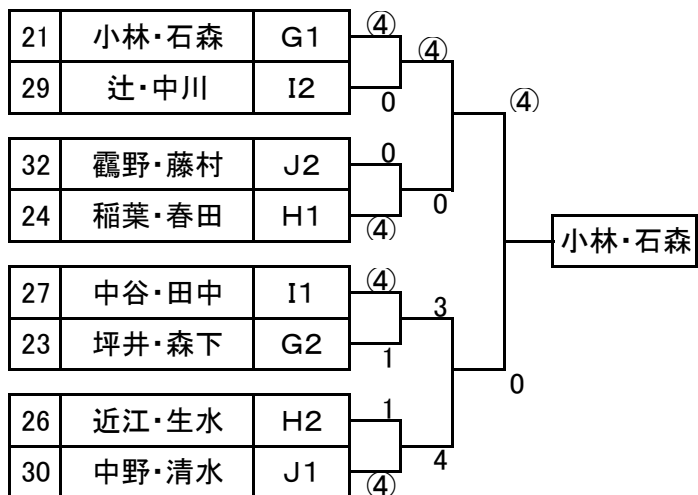 21 小林・石森 G1 ④
④
29 辻・中川 I2 0
④
32 靍野・藤村 J2 0
0
24 稲葉・春田 H1 ④
小林・石森
27 中谷・田中 I1 ④
3
23 坪井・森下 G2 1
0
26 近江・生水 H2 1
4
30 中野・清水 J1 ④